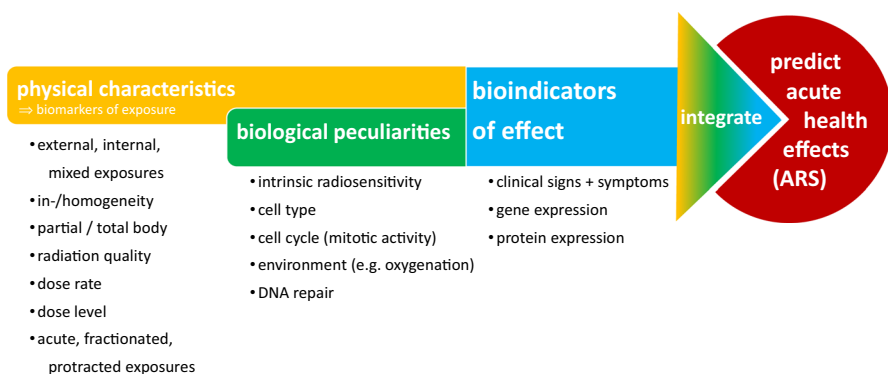 physical characteristics
⇒ biomarkers of exposure
• external, internal,
mixed exposures
• in-/homogeneity
• partial / total body
• radiation quality
• dose rate
• dose level
• acute, fractionated,
protracted exposures
biological peculiarities
• intrinsic radiosensitivity
• cell type
• cell cycle (mitotic activity)
• environment (e.g. oxygenation)
• DNA repair
bioindicators
of effect
• clinical signs + symptoms
• gene expression
• protein expression
integrate
predict
acute
health
effects
(ARS)